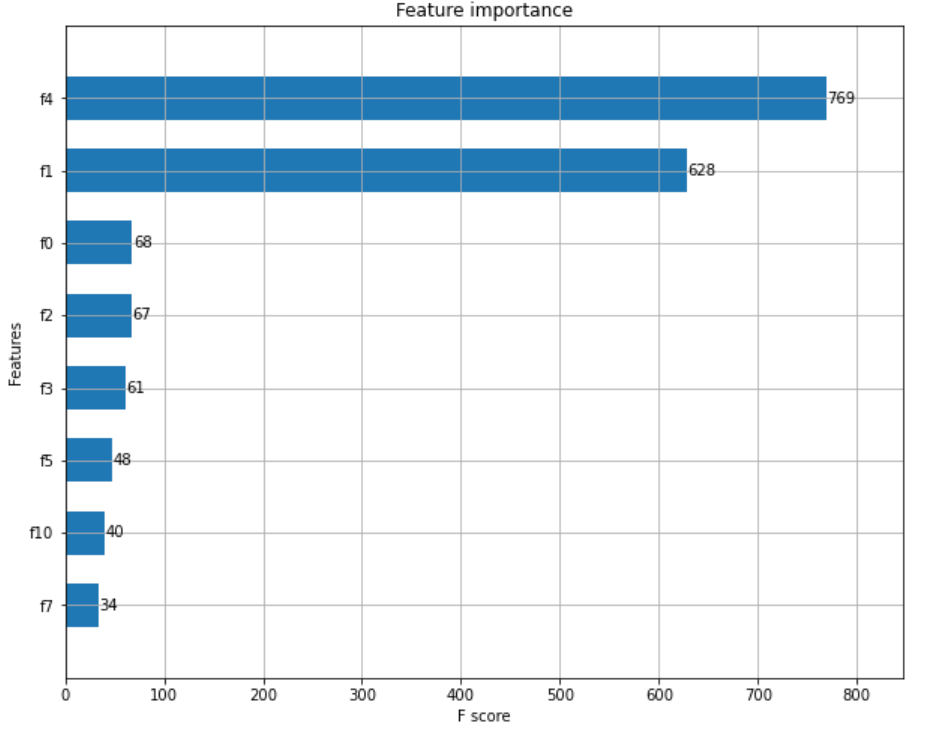 Feature importance
Features
f4 769
f1 628
f0 68
f2 67
f3 61
f5 48
f10 40
f7 34
0 100 200 300 400 500 600 700 800
F score